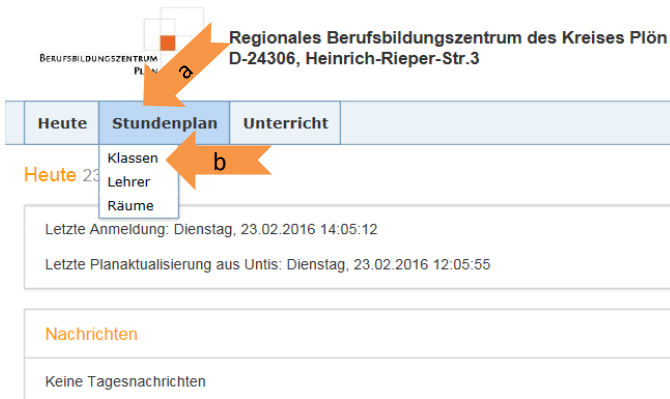 Regionales Berufsbildungszentrum des Kreises Plön
D-24306, Heinrich-Rieper-Str.3
BERUFSBILDUNGSZENTRUM
a
Heute Stundenplan Unterricht
Klassen
b
Heute
Lehrer
Räume
Letzte Anmeldung: Dienstag, 23.02.2016 14:05:12
Letzte Planaktualisierung aus Untis: Dienstag, 23.02.2016 12:05:55
Nachrichten
Keine Tagesnachrichten